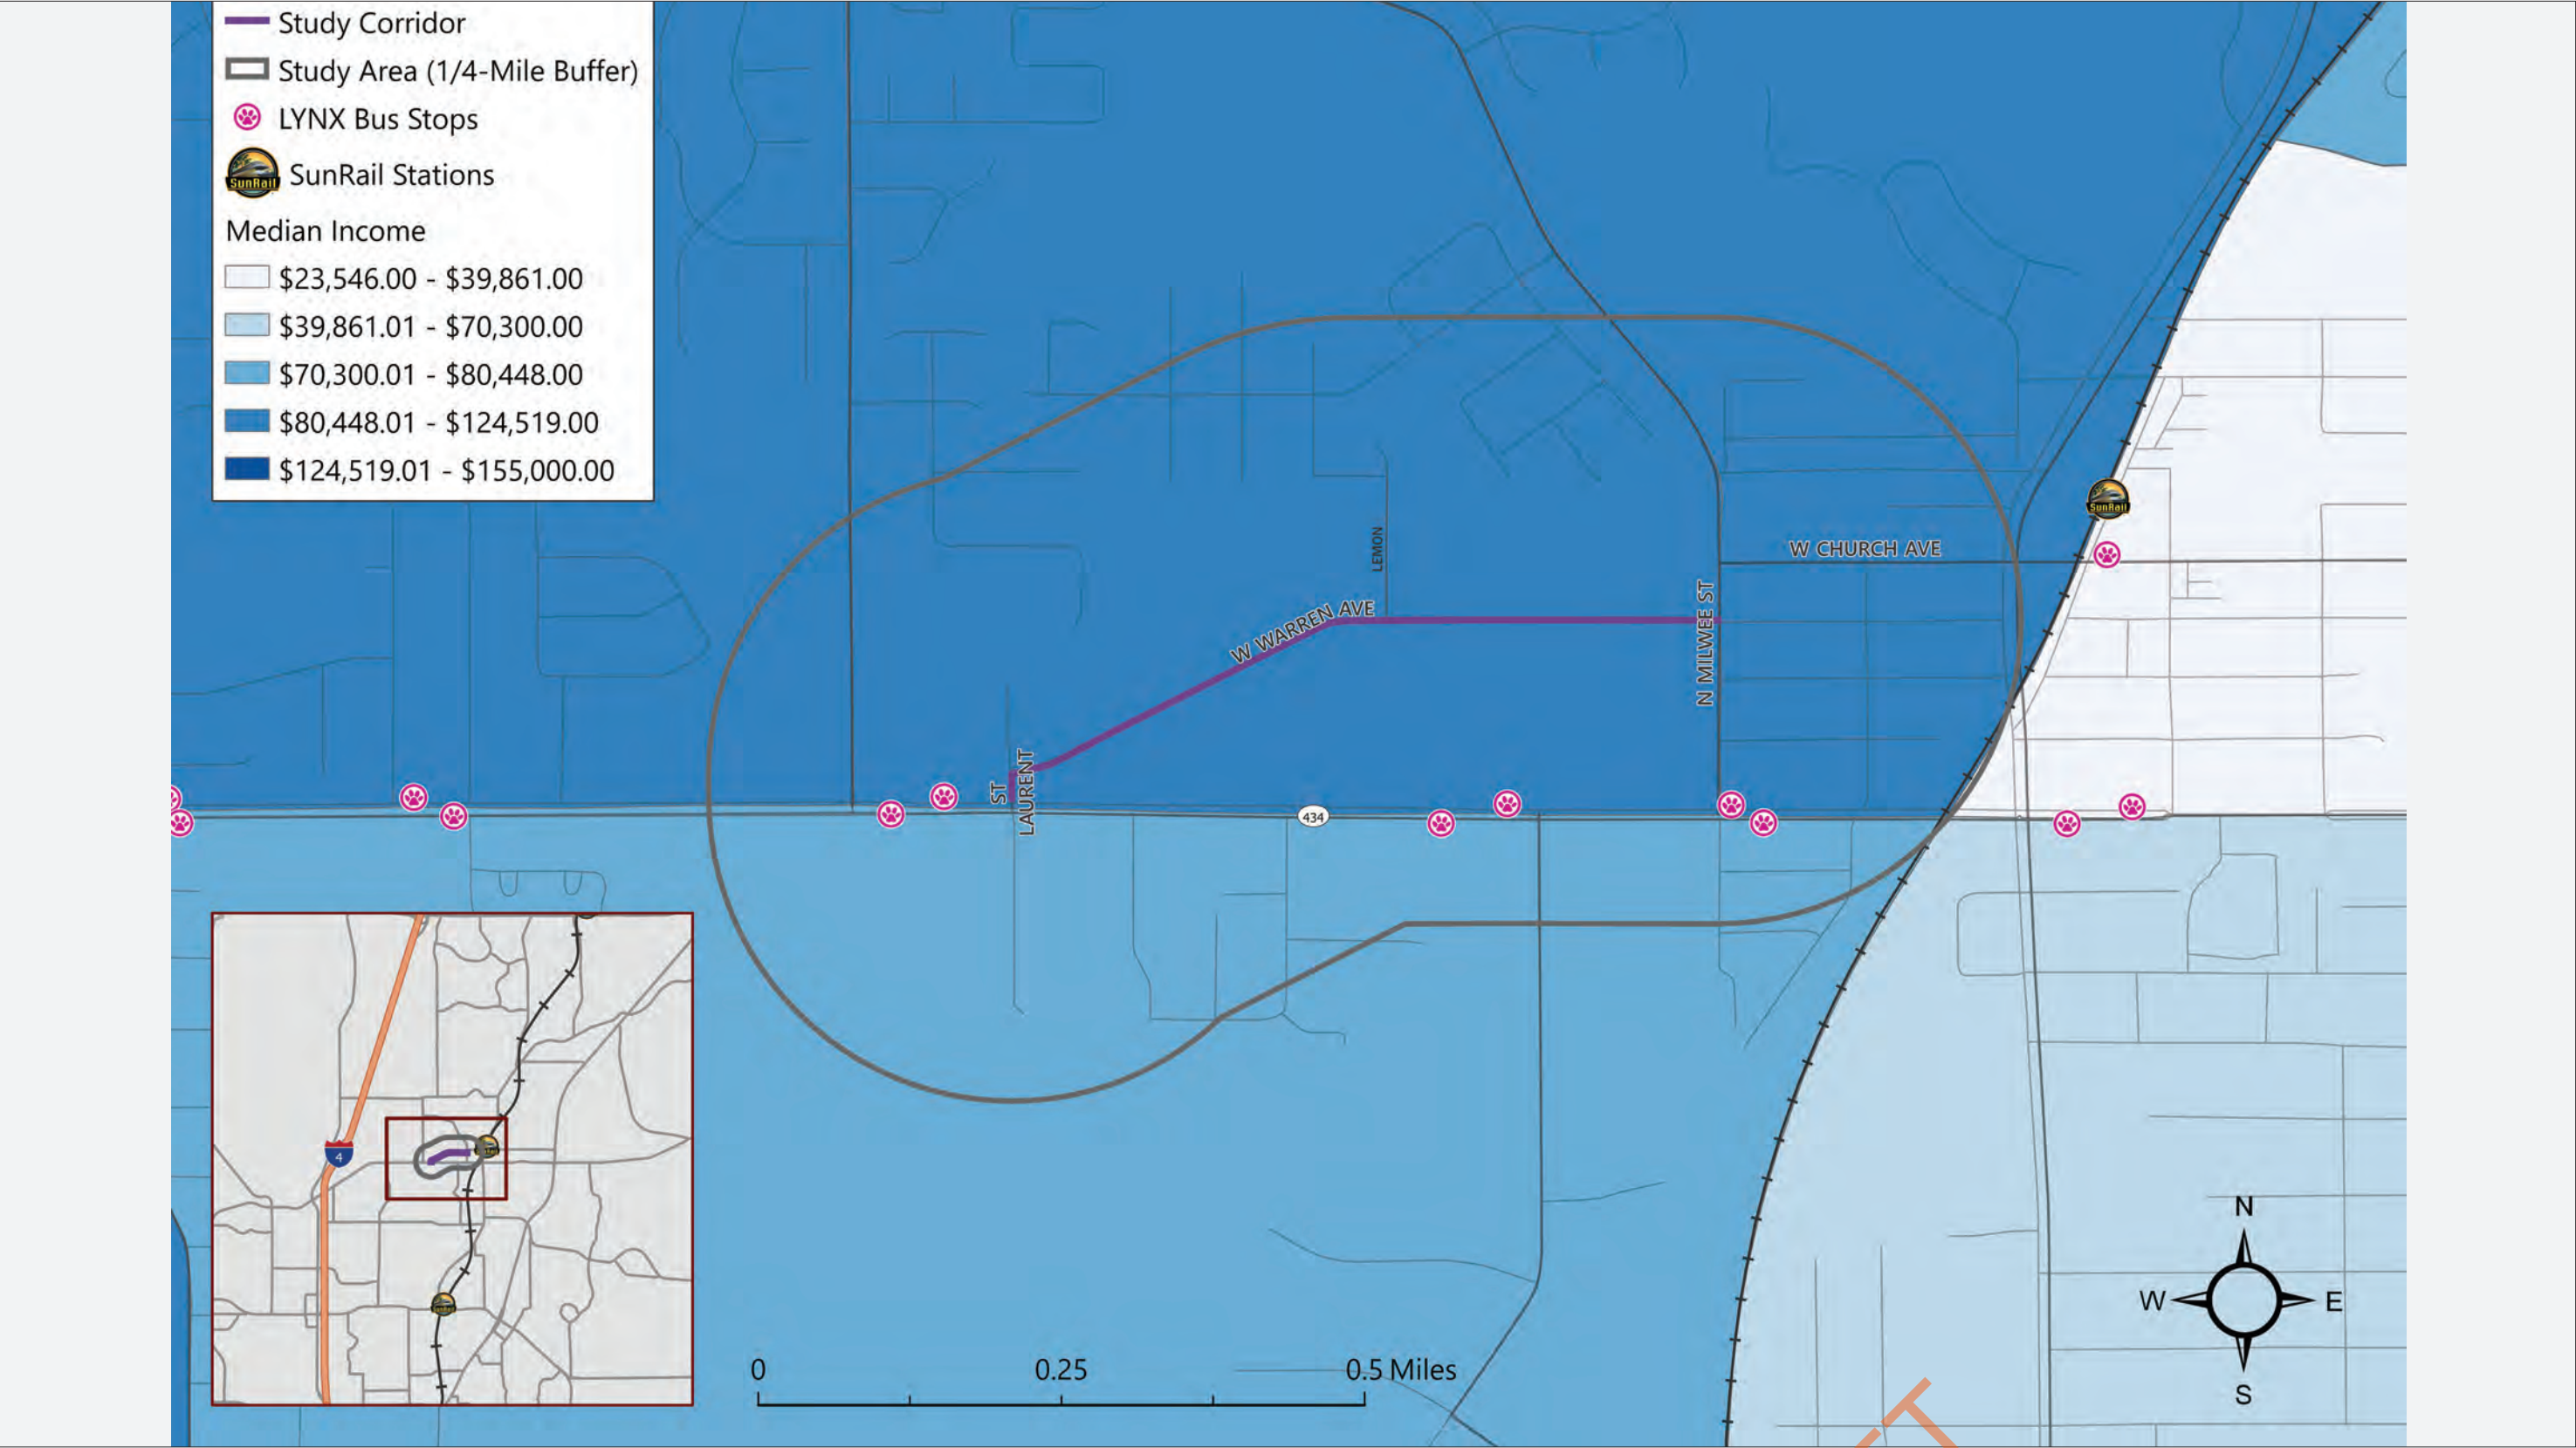 Study Corridor
Study Area (1/4-Mile Buffer)
LYNX Bus Stops
SunRail
SunRail Stations
Median Income
$23,546.00 - $39,861.00
$39,861.01 - $70,300.00
$70,300.01 - $80,448.00
$80,448.01 - $124,519.00
$124,519.01 - $155,000.00
SunRail
LEMON
W CHURCH AVE
W WARREN AVE
N MILWEE ST
ST
LAURENT
434
4
N
W
E
S
0
0.25
0.5 Miles
T